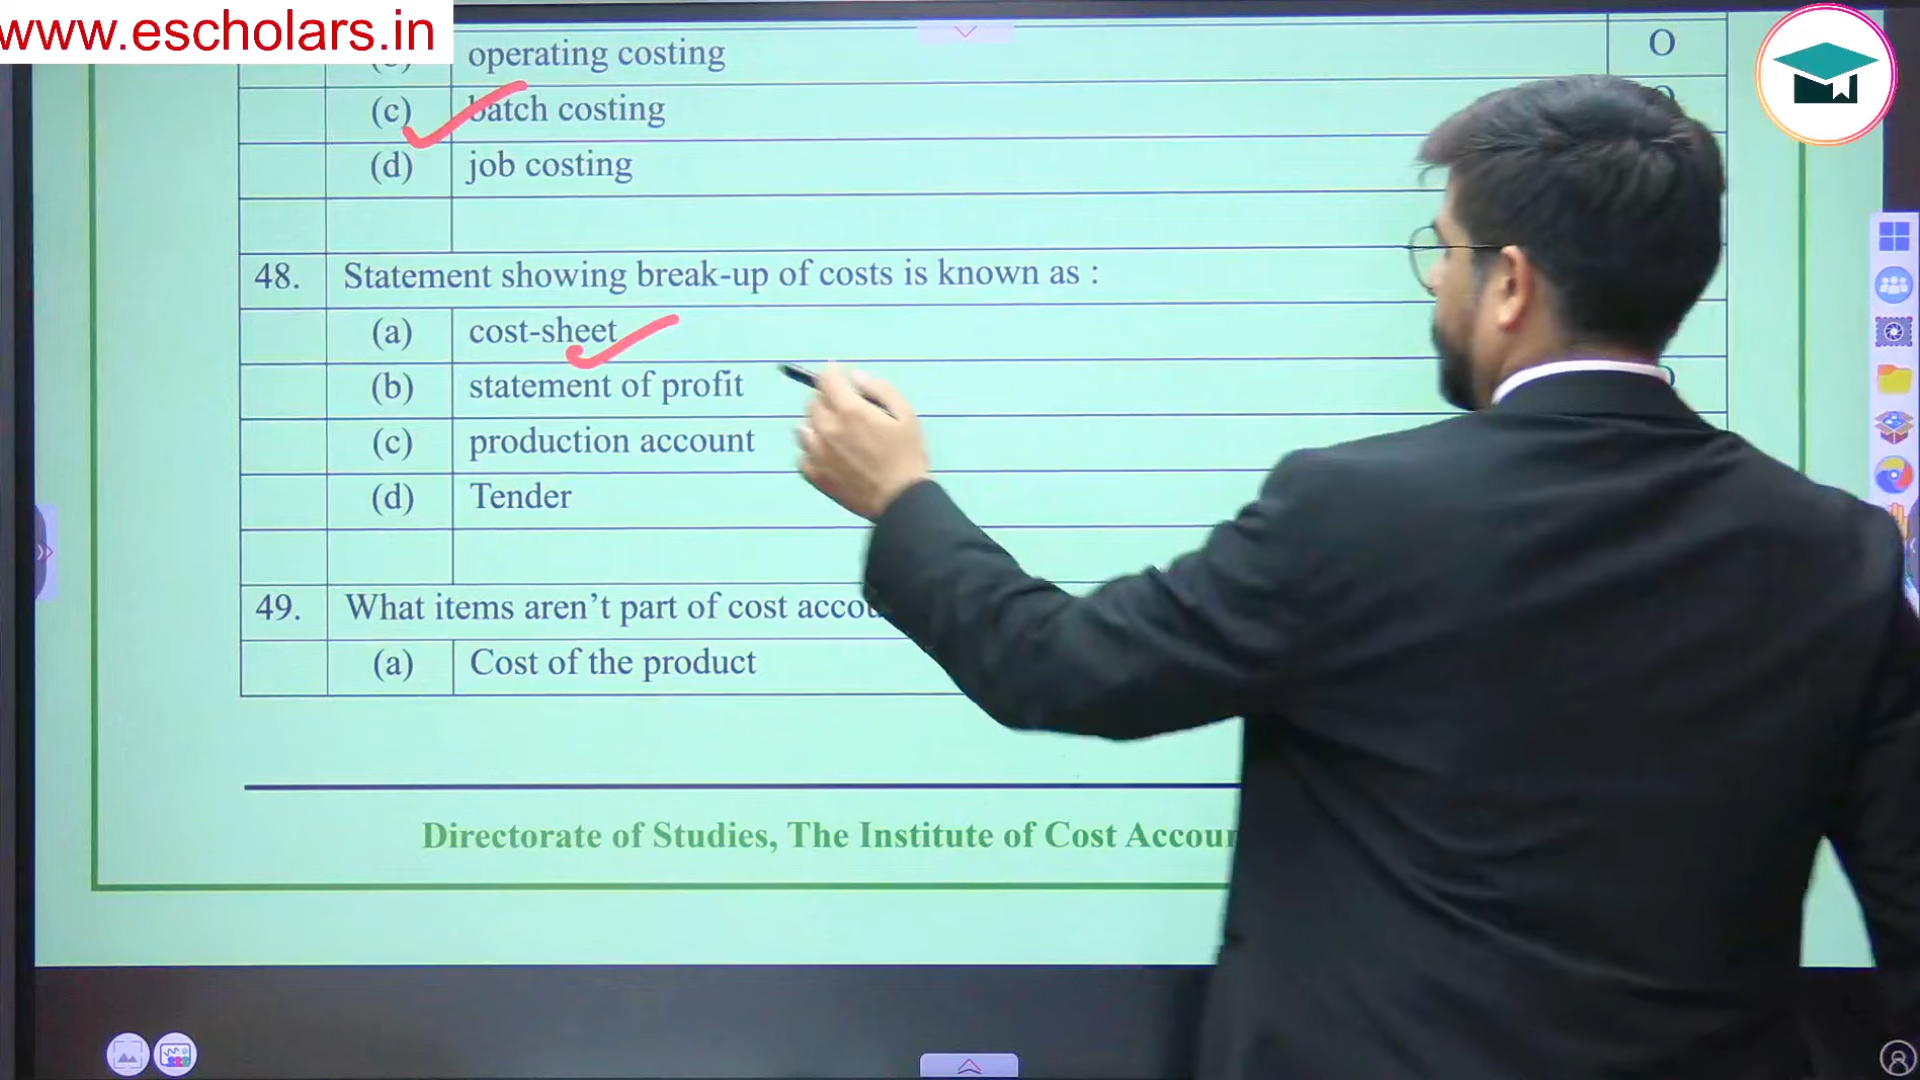 www.escholars.in
operating costing O
(c) batch costing
(d) job costing
48. Statement showing break-up of costs is known as :
(a) cost-sheet
(b) statement of profit
(c) production account
(d) Tender
49. What items aren't part of cost
(a) Cost of the product
Directorate of Studies, The Institute of Cost